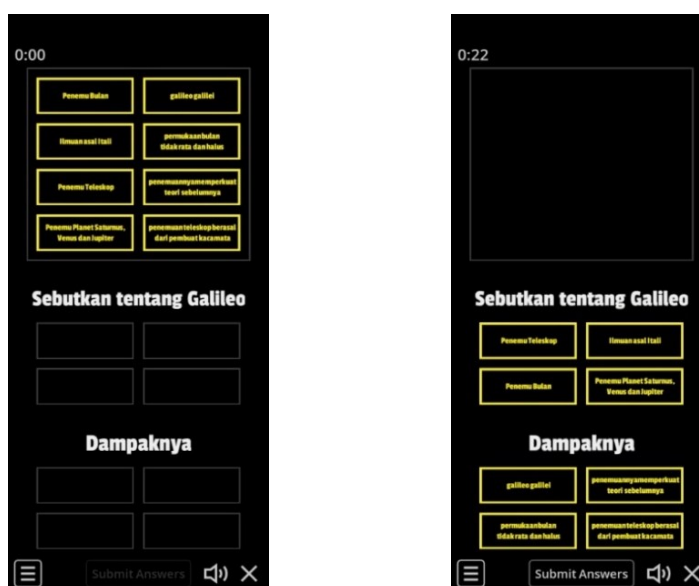 0:00
Penemu Bulan
galileo galilei
Ilmuan asal Itali
permukaan bulan
tidak rata dan halus
Penemu Teleskop
penemuannya memperkuat
teori sebelumnya
Penemu Planet Saturnus,
Venus dan Jupiter
penemuan teleskop berasal
dari pembuat kacamata
Sebutkan tentang Galileo
Dampaknya
Submit Answers
0:22
Sebutkan tentang Galileo
Penemu Teleskop
Ilmuan asal Itali
Penemu Bulan
Penemu Planet Saturnus,
Venus dan Jupiter
Dampaknya
galileo galilei
penemuannya memperkuat
teori sebelumnya
permukaan bulan
tidak rata dan halus
penemuan teleskop berasal
dari pembuat kacamata
Submit Answers